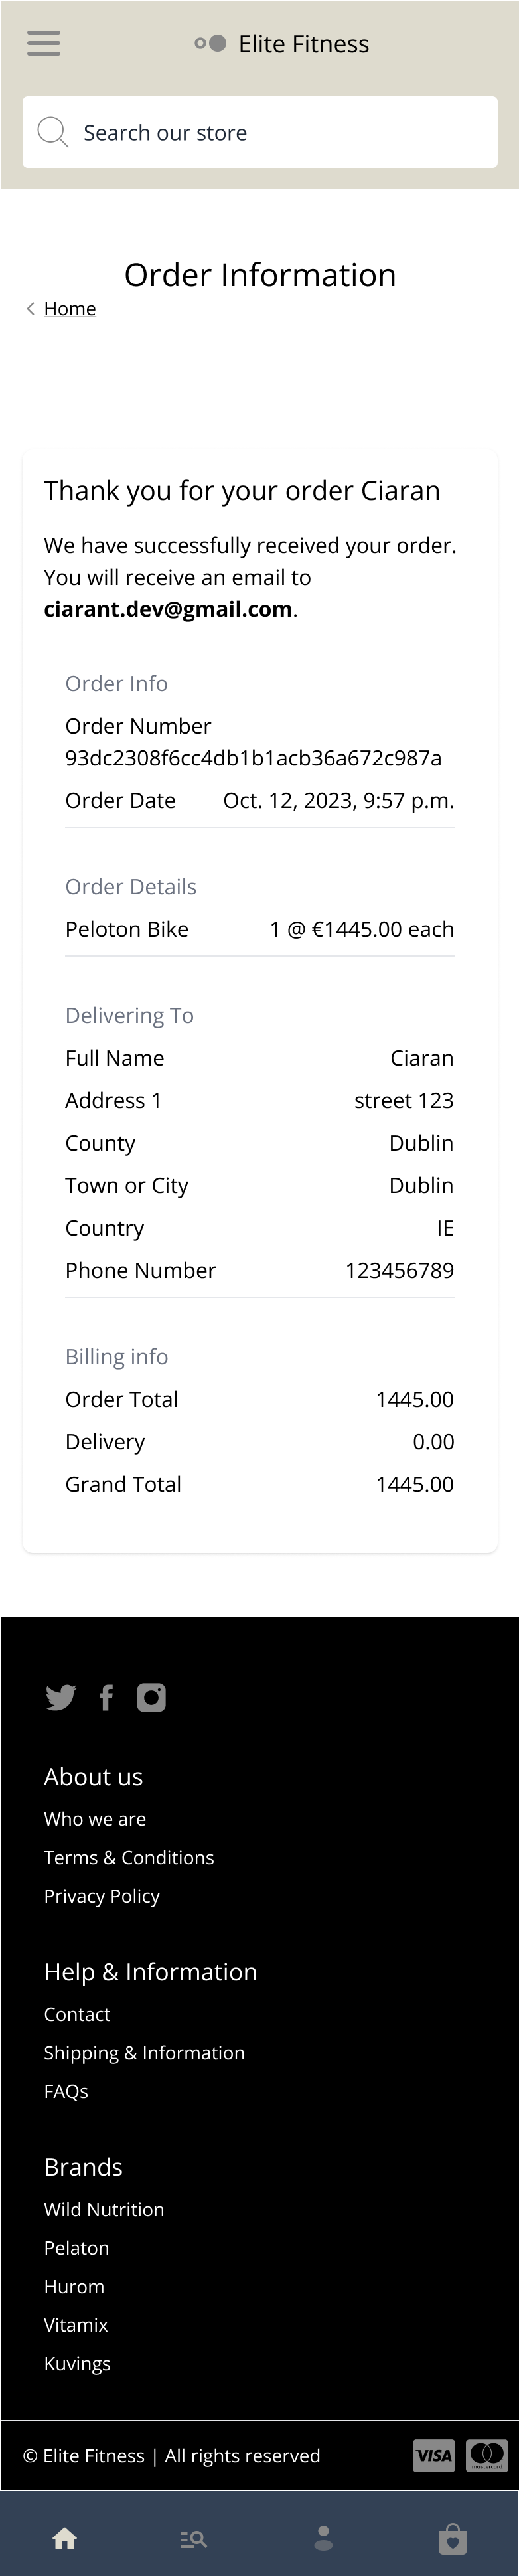 Elite Fitness
Search our store
Order Information
Home
Thank you for your order Ciaran
We have successfully received your order.
You will receive an email to
ciarant.dev@gmail.com.
Order Info
Order Number
93dc2308f6cc4db1b1acb36a672c987a
Order Date Oct. 12, 2023, 9:57 p.m.
Order Details
Peloton Bike 1 @ €1445.00 each
Delivering To
Full Name Ciaran
Address 1 street 123
County Dublin
Town or City Dublin
Country IE
Phone Number 123456789
Billing info
Order Total 1445.00
Delivery 0.00
Grand Total 1445.00
About us
Who we are
Terms & Conditions
Privacy Policy
Help & Information
Contact
Shipping & Information
FAQs
Brands
Wild Nutrition
Pelaton
Hurom
Vitamix
Kuvings
© Elite Fitness | All rights reserved VISA mastercard